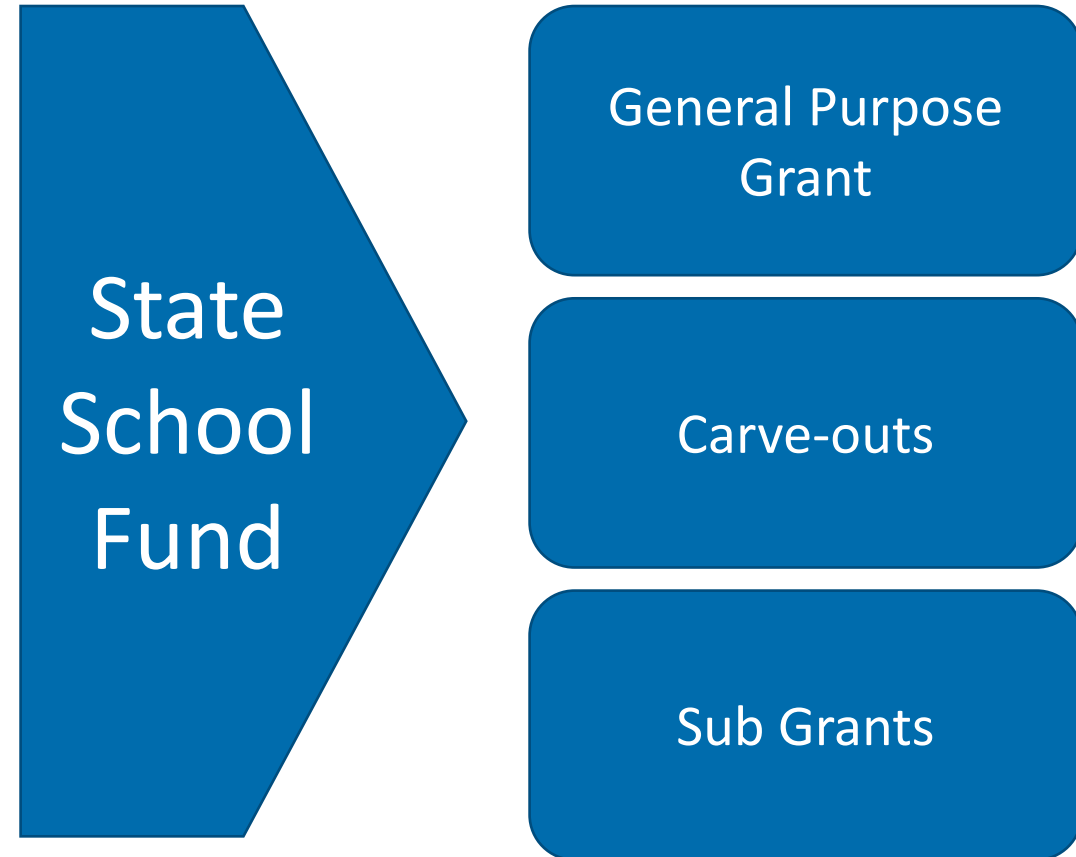 State
School
Fund
General Purpose
Grant
Carve-outs
Sub Grants